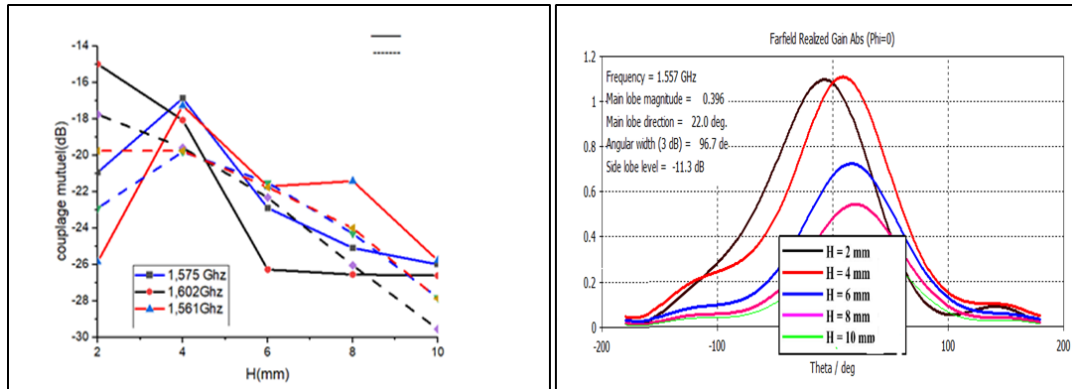 -14
-16
-18
-20
-22
-24
-26
-28
-30
couplage mutuel(dB)
1,575 Ghz
1,602Ghz
1,561Ghz
2
4
6
8
10
H(mm)
Farfeld Realzed Gain Abs (Phi=0)
1.2
1
0.8
0.6
0.4
0.2
0
Frequency = 1.557 GHz
Main lobe magnitude = 0.396
Main lobe direction = 22.0 deg.
Angular width (3 dB) = 96.7 de
Side lobe level = -11.3 dB
H = 2 mm
H = 4 mm
H = 6 mm
H = 8 mm
H = 10 mm
-200
-100
0
100
200
Theta / deg